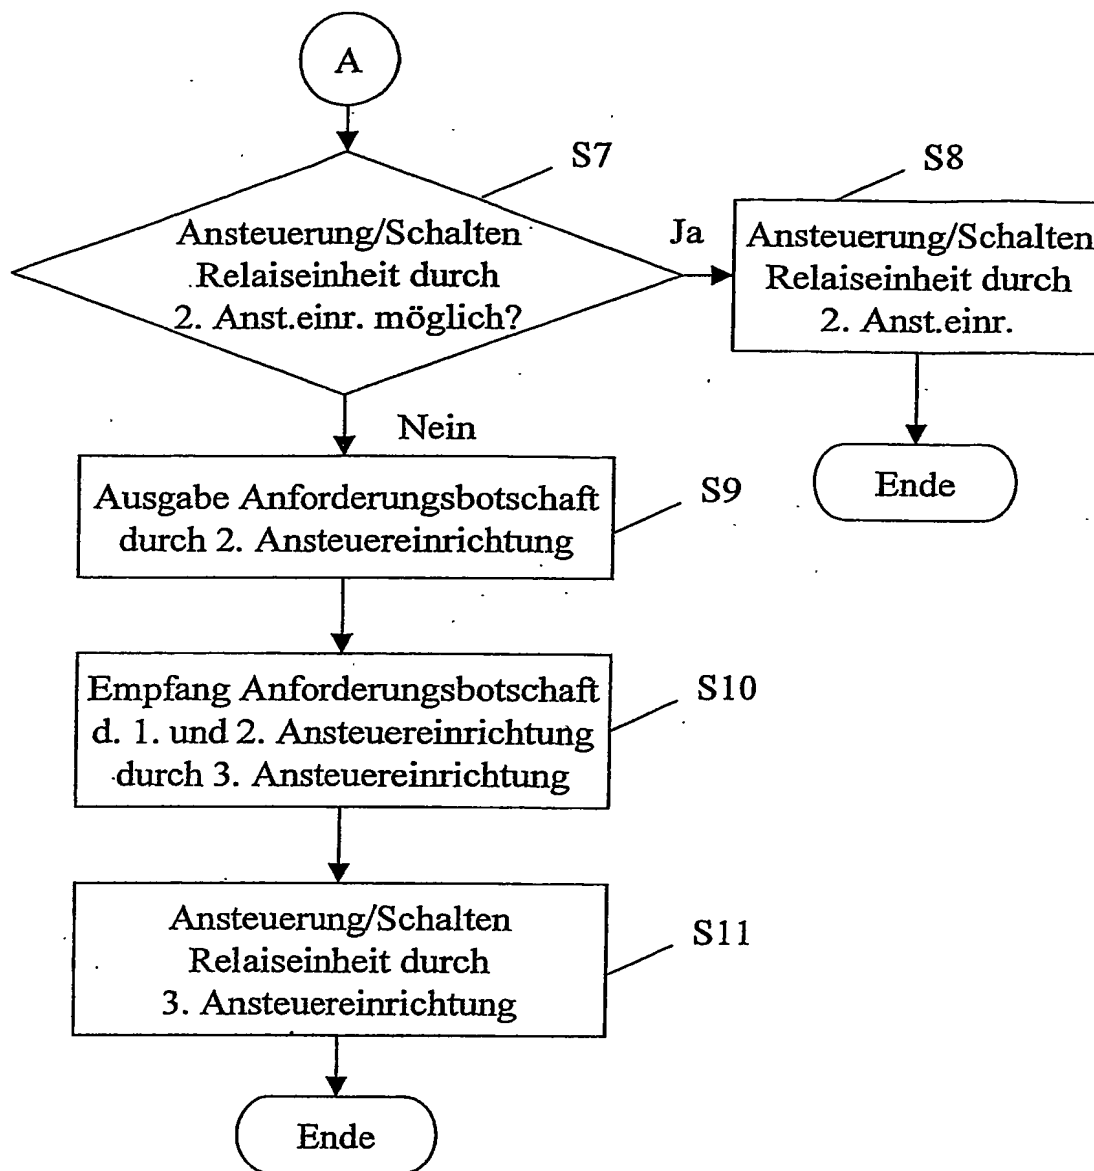 A
S7
Ansteuerung/Schalten
Relaiseinheit durch
2. Anst.einr. möglich?
Ja
S8
Ansteuerung/Schalten
Relaiseinheit durch
2. Anst.einr.
Ende
Nein
Ausgabe Anforderungsbotschaft
durch 2. Ansteuereinrichtung
S9
Empfang Anforderungsbotschaft
d. 1. und 2. Ansteuereinrichtung
durch 3. Ansteuereinrichtung
S10
Ansteuerung/Schalten
Relaiseinheit durch
3. Ansteuereinrichtung
S11
Ende